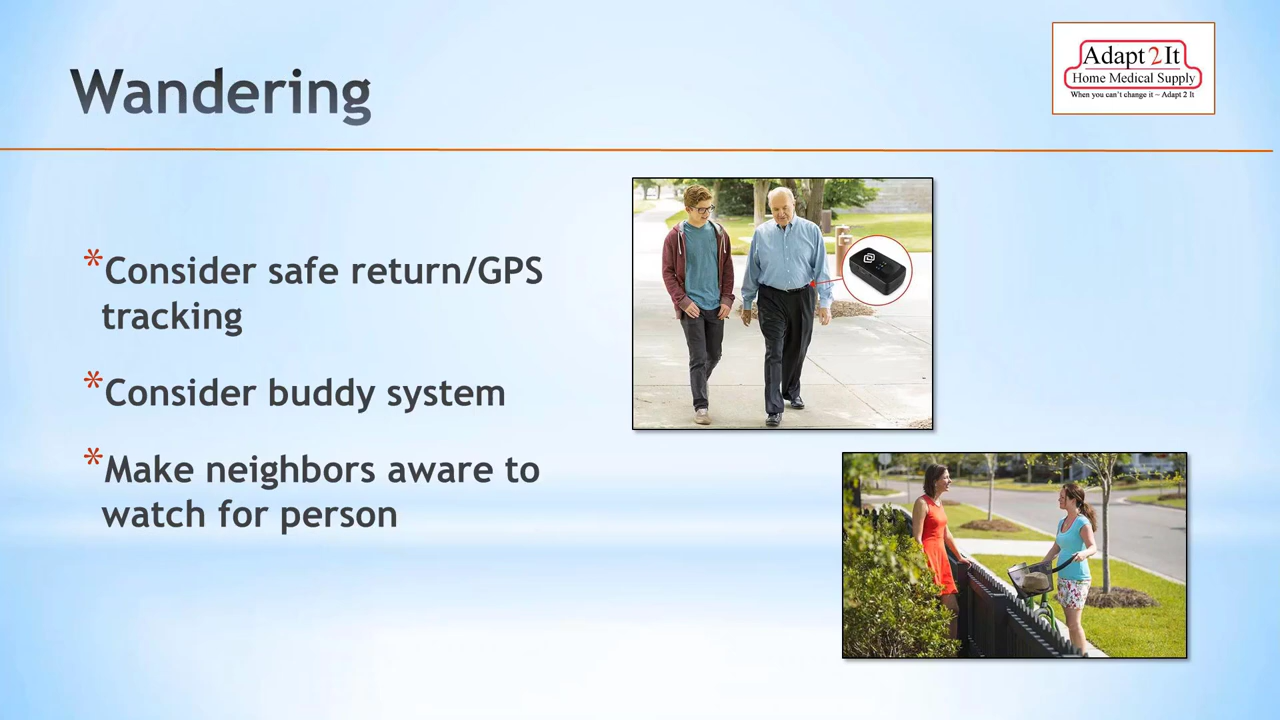 Wandering
Adapt 2 It
Home Medical Supply
When you can't change it ~ Adapt 2 It
*Consider safe return/GPS
tracking
*Consider buddy system
*Make neighbors aware to
watch for person